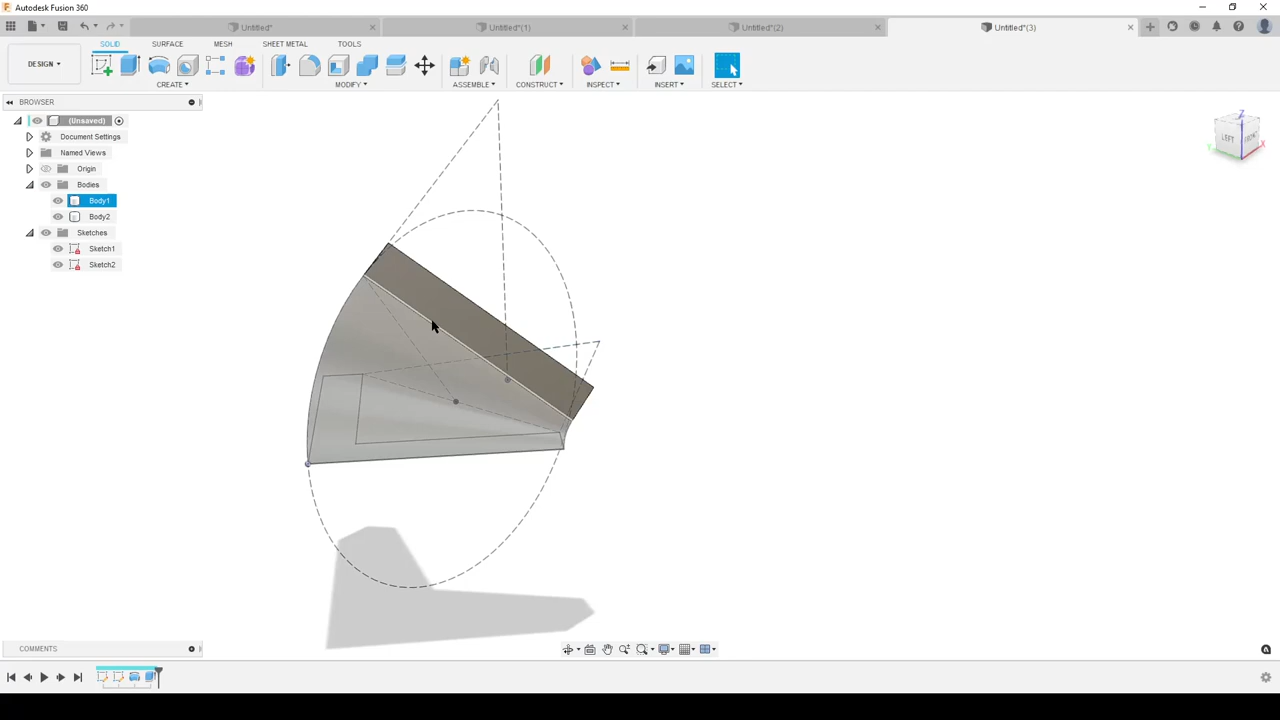 Autodesk Fusion 360
Untitled* Untitled*(1) Untitled*(2) Untitled*(3)
SOLID SURFACE MESH SHEET METAL TOOLS
DESIGN
CREATE MODIFY ASSEMBLE CONSTRUCT INSPECT INSERT SELECT
BROWSER
(Unsaved)
Document Settings
Named Views
Origin
Bodies
Body1
Body2
Sketches
Sketch1
Sketch2
Z
LEFT FRONT
Y X
COMMENTS